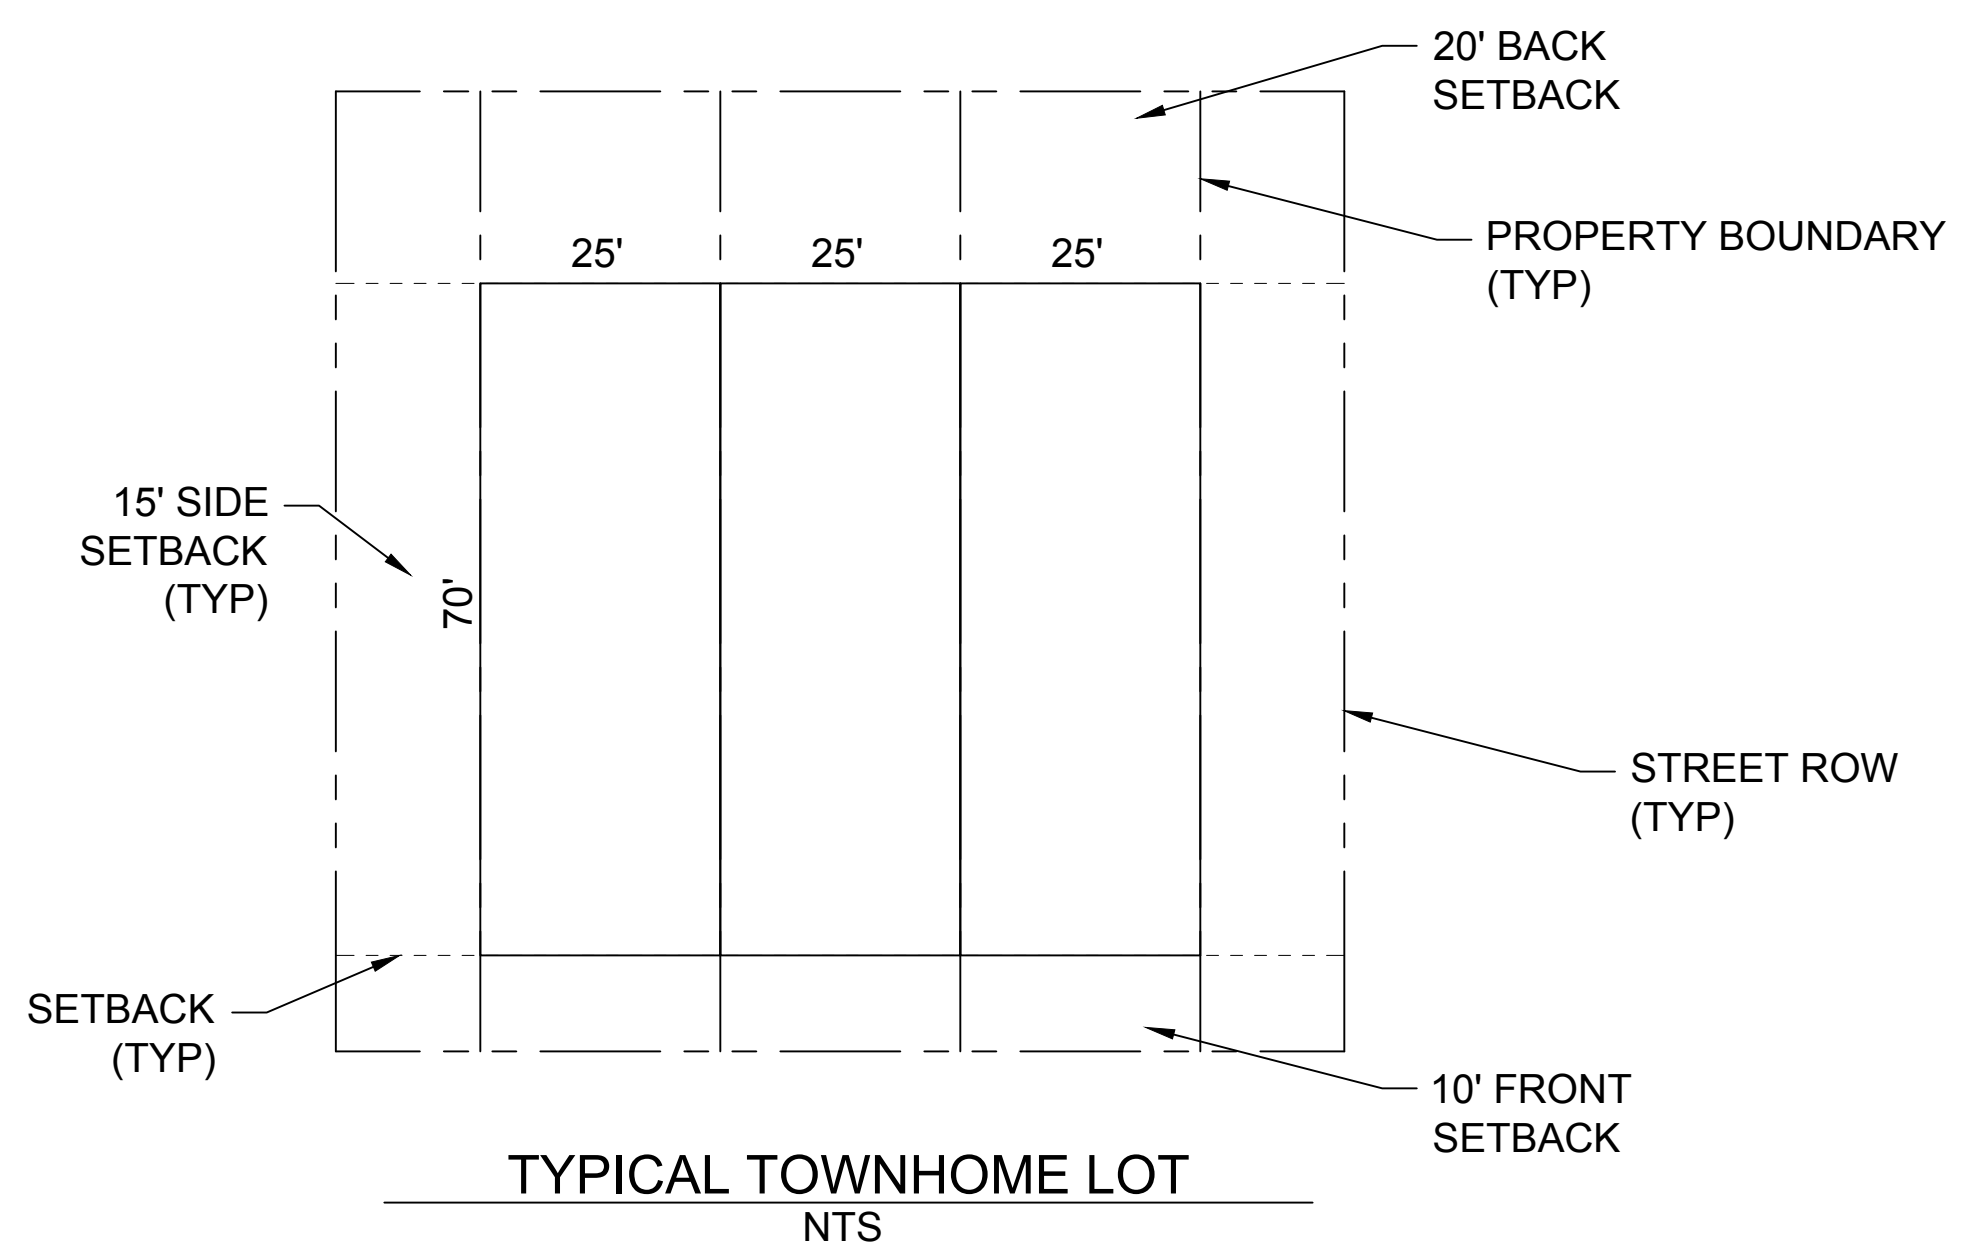 20' BACK
SETBACK
PROPERTY BOUNDARY
(TYP)
25' 25' 25'
15' SIDE
SETBACK
(TYP)
70'
STREET ROW
(TYP)
SETBACK
(TYP)
10' FRONT
SETBACK
TYPICAL TOWNHOME LOT
NTS